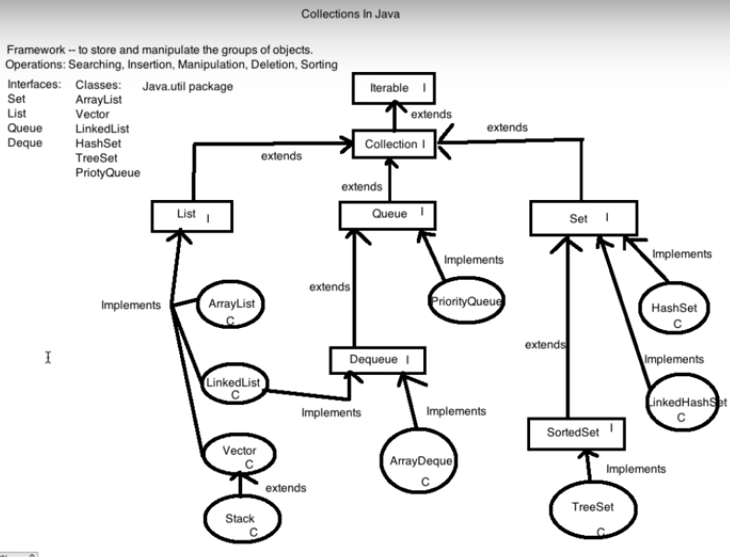 Collections In Java
Framework -- to store and manipulate the groups of objects.
Operations: Searching, Insertion, Manipulation, Deletion, Sorting
Interfaces: Classes: Java.util package
Set ArrayList
List Vector
Queue LinkedList
Deque HashSet
TreeSet
PriotyQueue
Iterable I
extends
extends
Collection I
extends
extends
List I
Queue I
Set I
Implements
Implements
extends
Implements
ArrayList
C
PriorityQueue
HashSet
C
extends
Dequeue I
Implements
LinkedList
C
Implements
Implements
LinkedHashSet
C
SortedSet I
Vector
C
ArrayDeque
C
Implements
extends
Stack
C
TreeSet
C